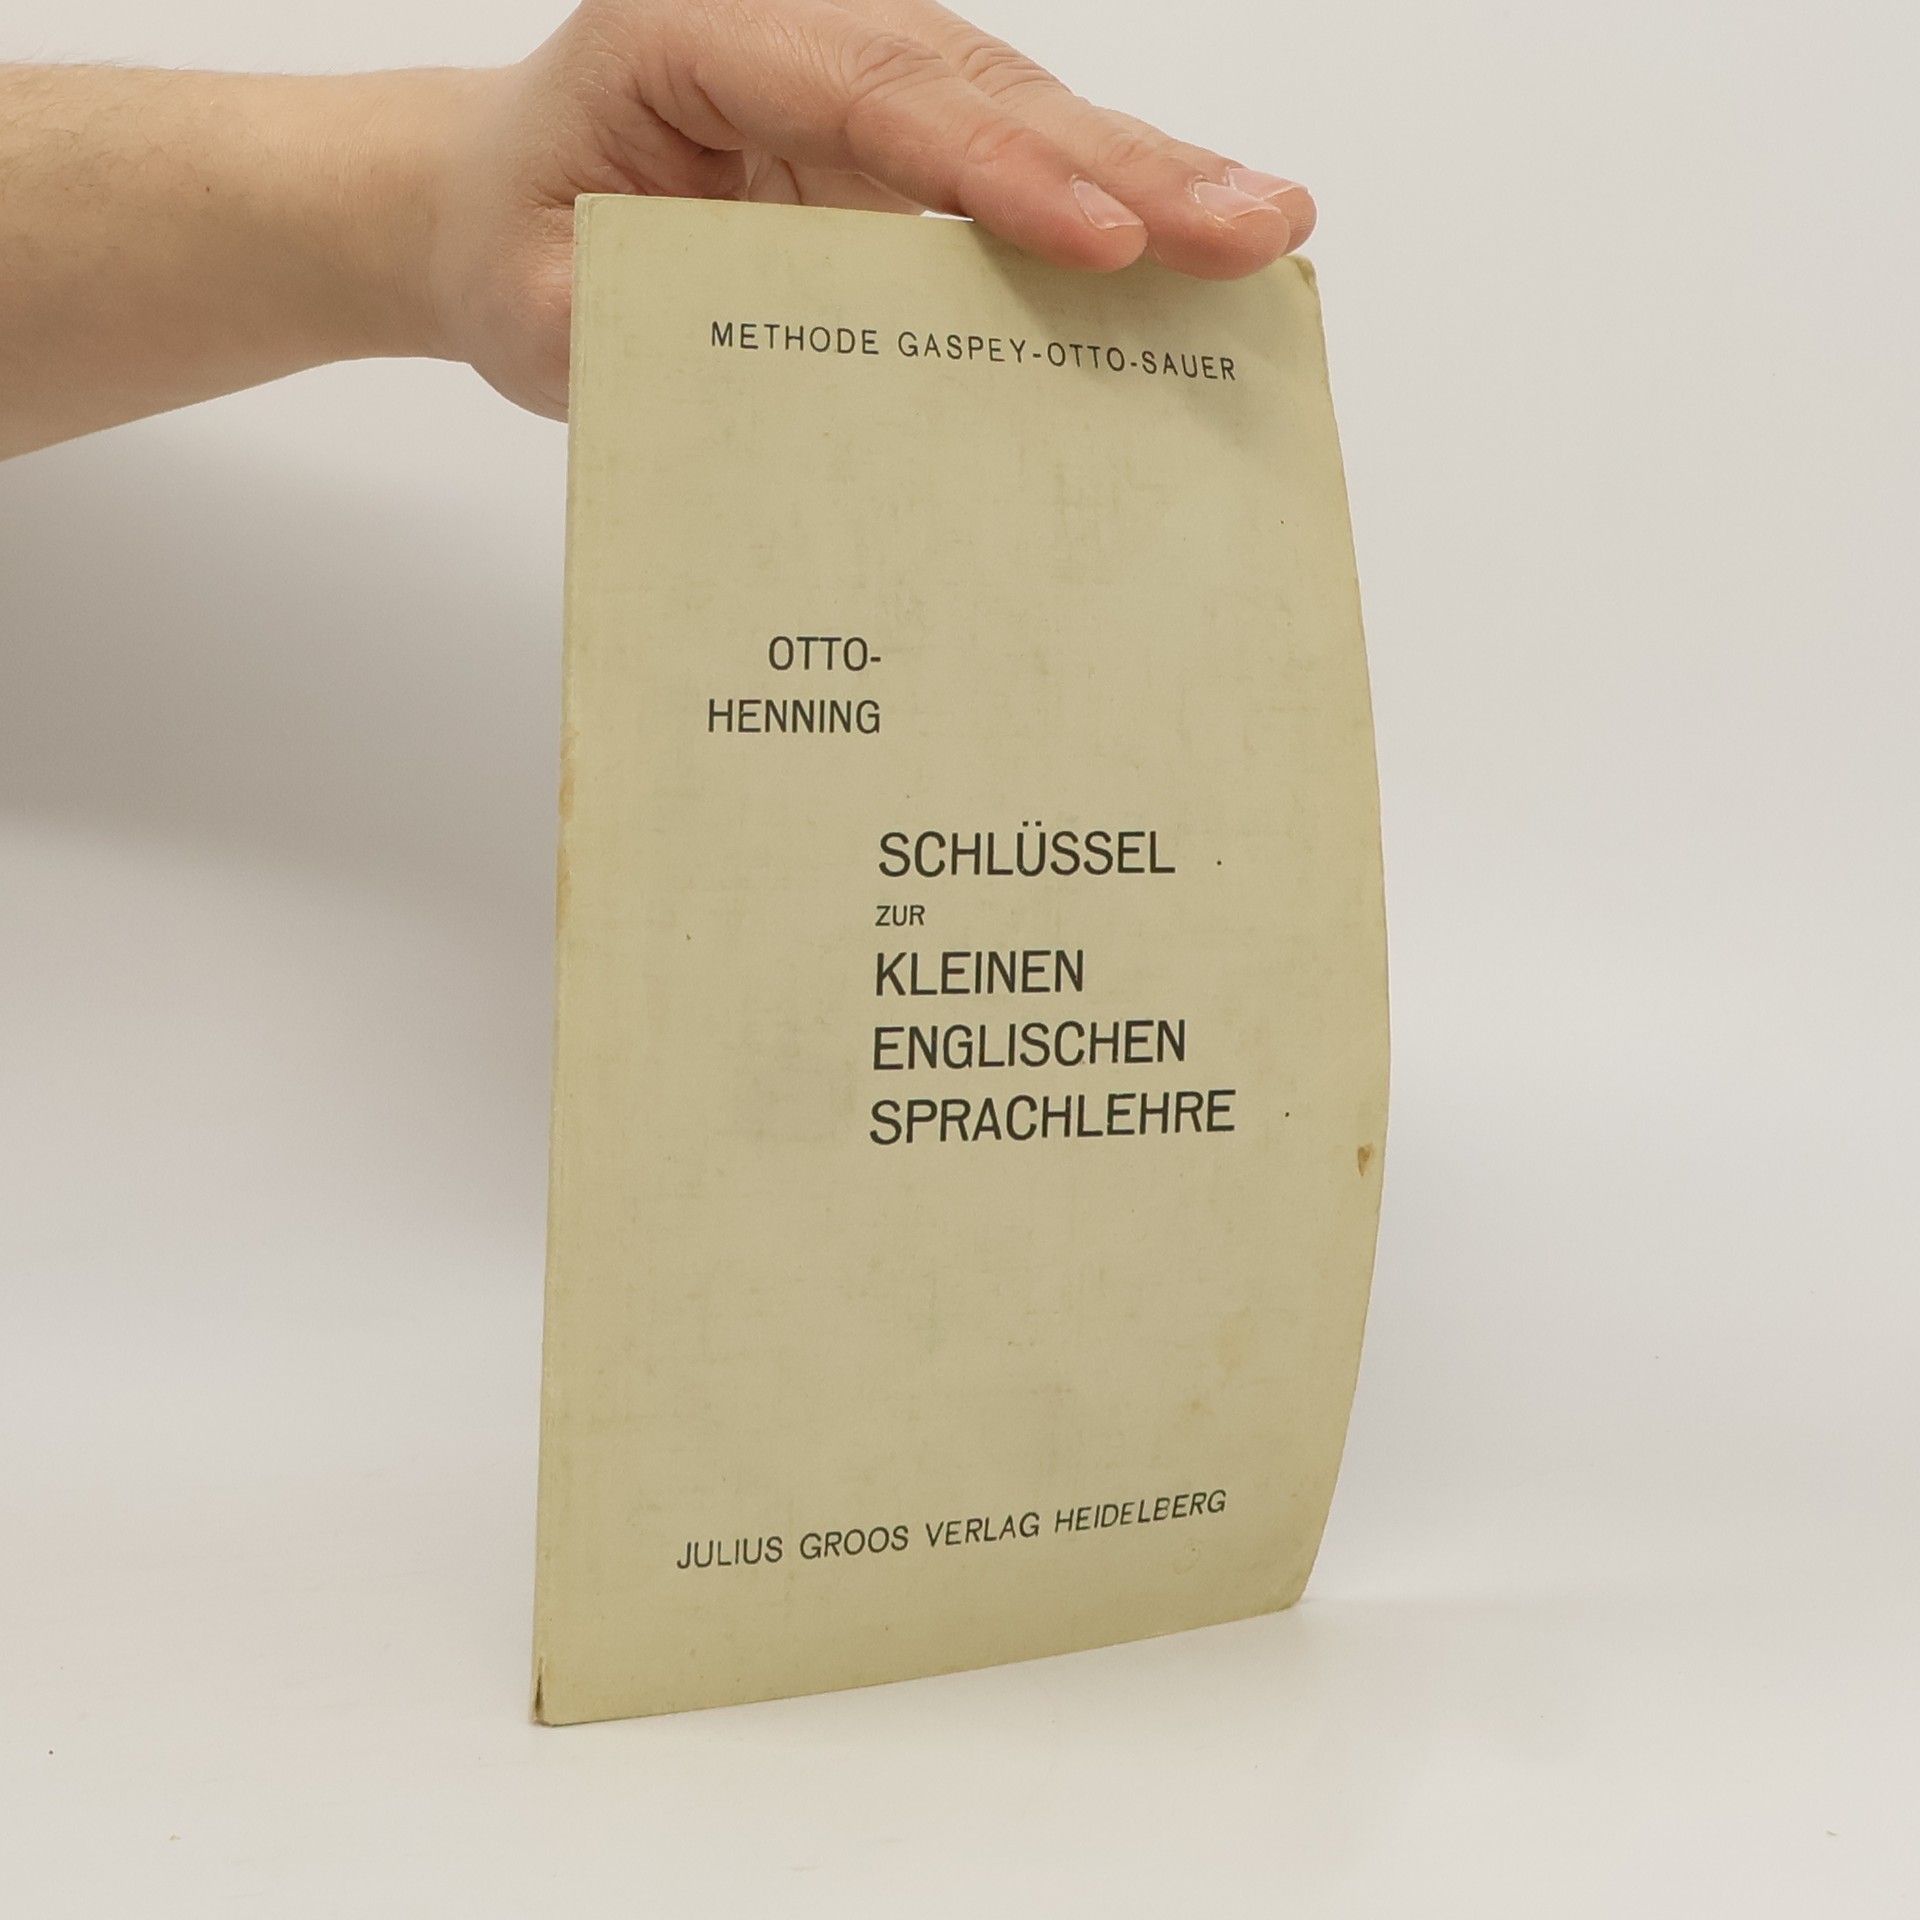 METHODE GASPEY-OTTO-SAUER
OTTO-
HENNING
SCHLÜSSEL
ZUR
KLEINEN
ENGLISCHEN
SPRACHLEHRE
JULIUS GROOS VERLAG HEIDELBERG